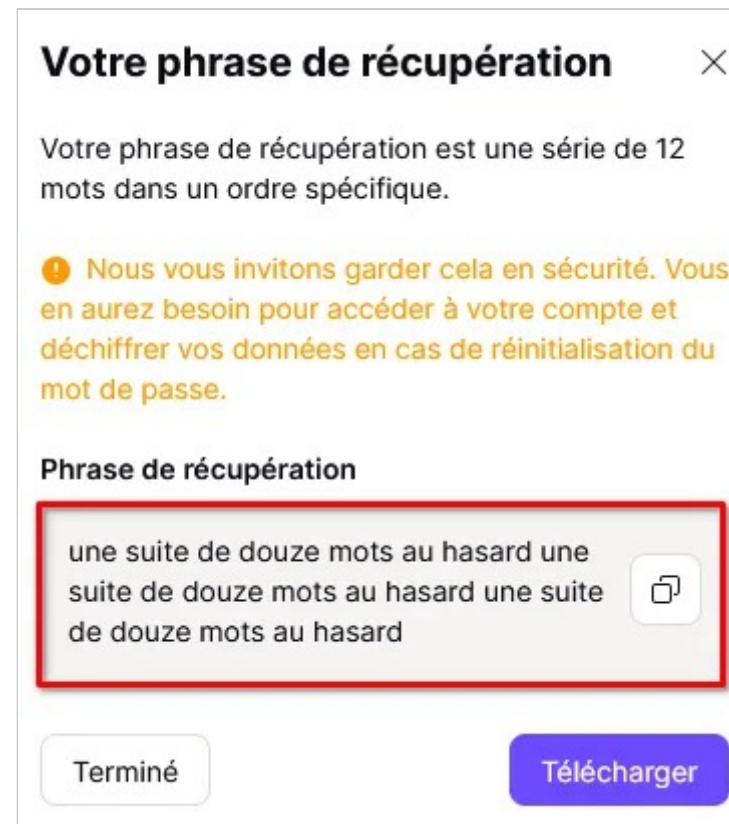 Votre phrase de récupération
Votre phrase de récupération est une série de 12
mots dans un ordre spécifique.
Nous vous invitons garder cela en sécurité. Vous
en aurez besoin pour accéder à votre compte et
déchiffrer vos données en cas de réinitialisation du
mot de passe.
Phrase de récupération
une suite de douze mots au hasard une
suite de douze mots au hasard une suite
de douze mots au hasard
Terminé
Télécharger